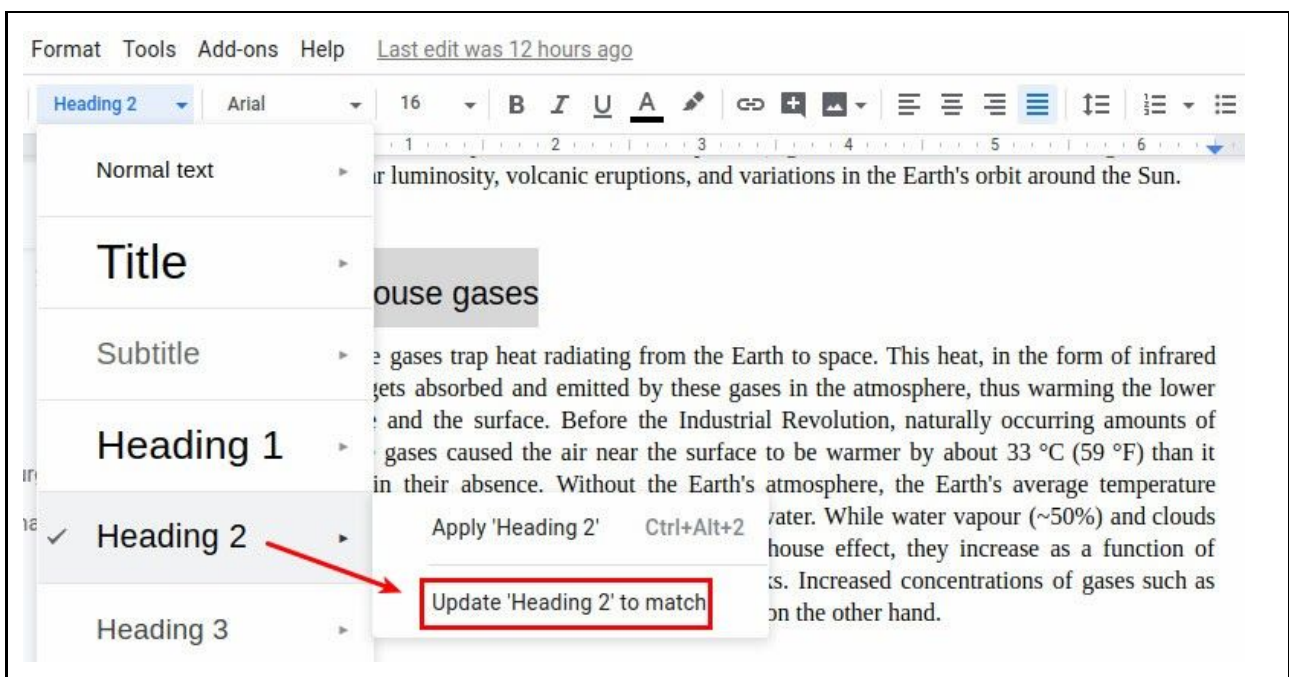 Format Tools Add-ons Help Last edit was 12 hours ago
Heading 2 Arial 16 B I U A
1 2 3 4 5 6
Normal text
r luminosity, volcanic eruptions, and variations in the Earth's orbit around the Sun.
Title
ouse gases
Subtitle
e gases trap heat radiating from the Earth to space. This heat, in the form of infrared
gets absorbed and emitted by these gases in the atmosphere, thus warming the lower
e and the surface. Before the Industrial Revolution, naturally occurring amounts of
Heading 1
gases caused the air near the surface to be warmer by about 33 °C (59 °F) than it
in their absence. Without the Earth's atmosphere, the Earth's average temperature
Heading 2
Apply 'Heading 2' Ctrl+Alt+2
vater. While water vapour (~50%) and clouds
house effect, they increase as a function of
ks. Increased concentrations of gases such as
Update 'Heading 2' to match
on the other hand.
Heading 3